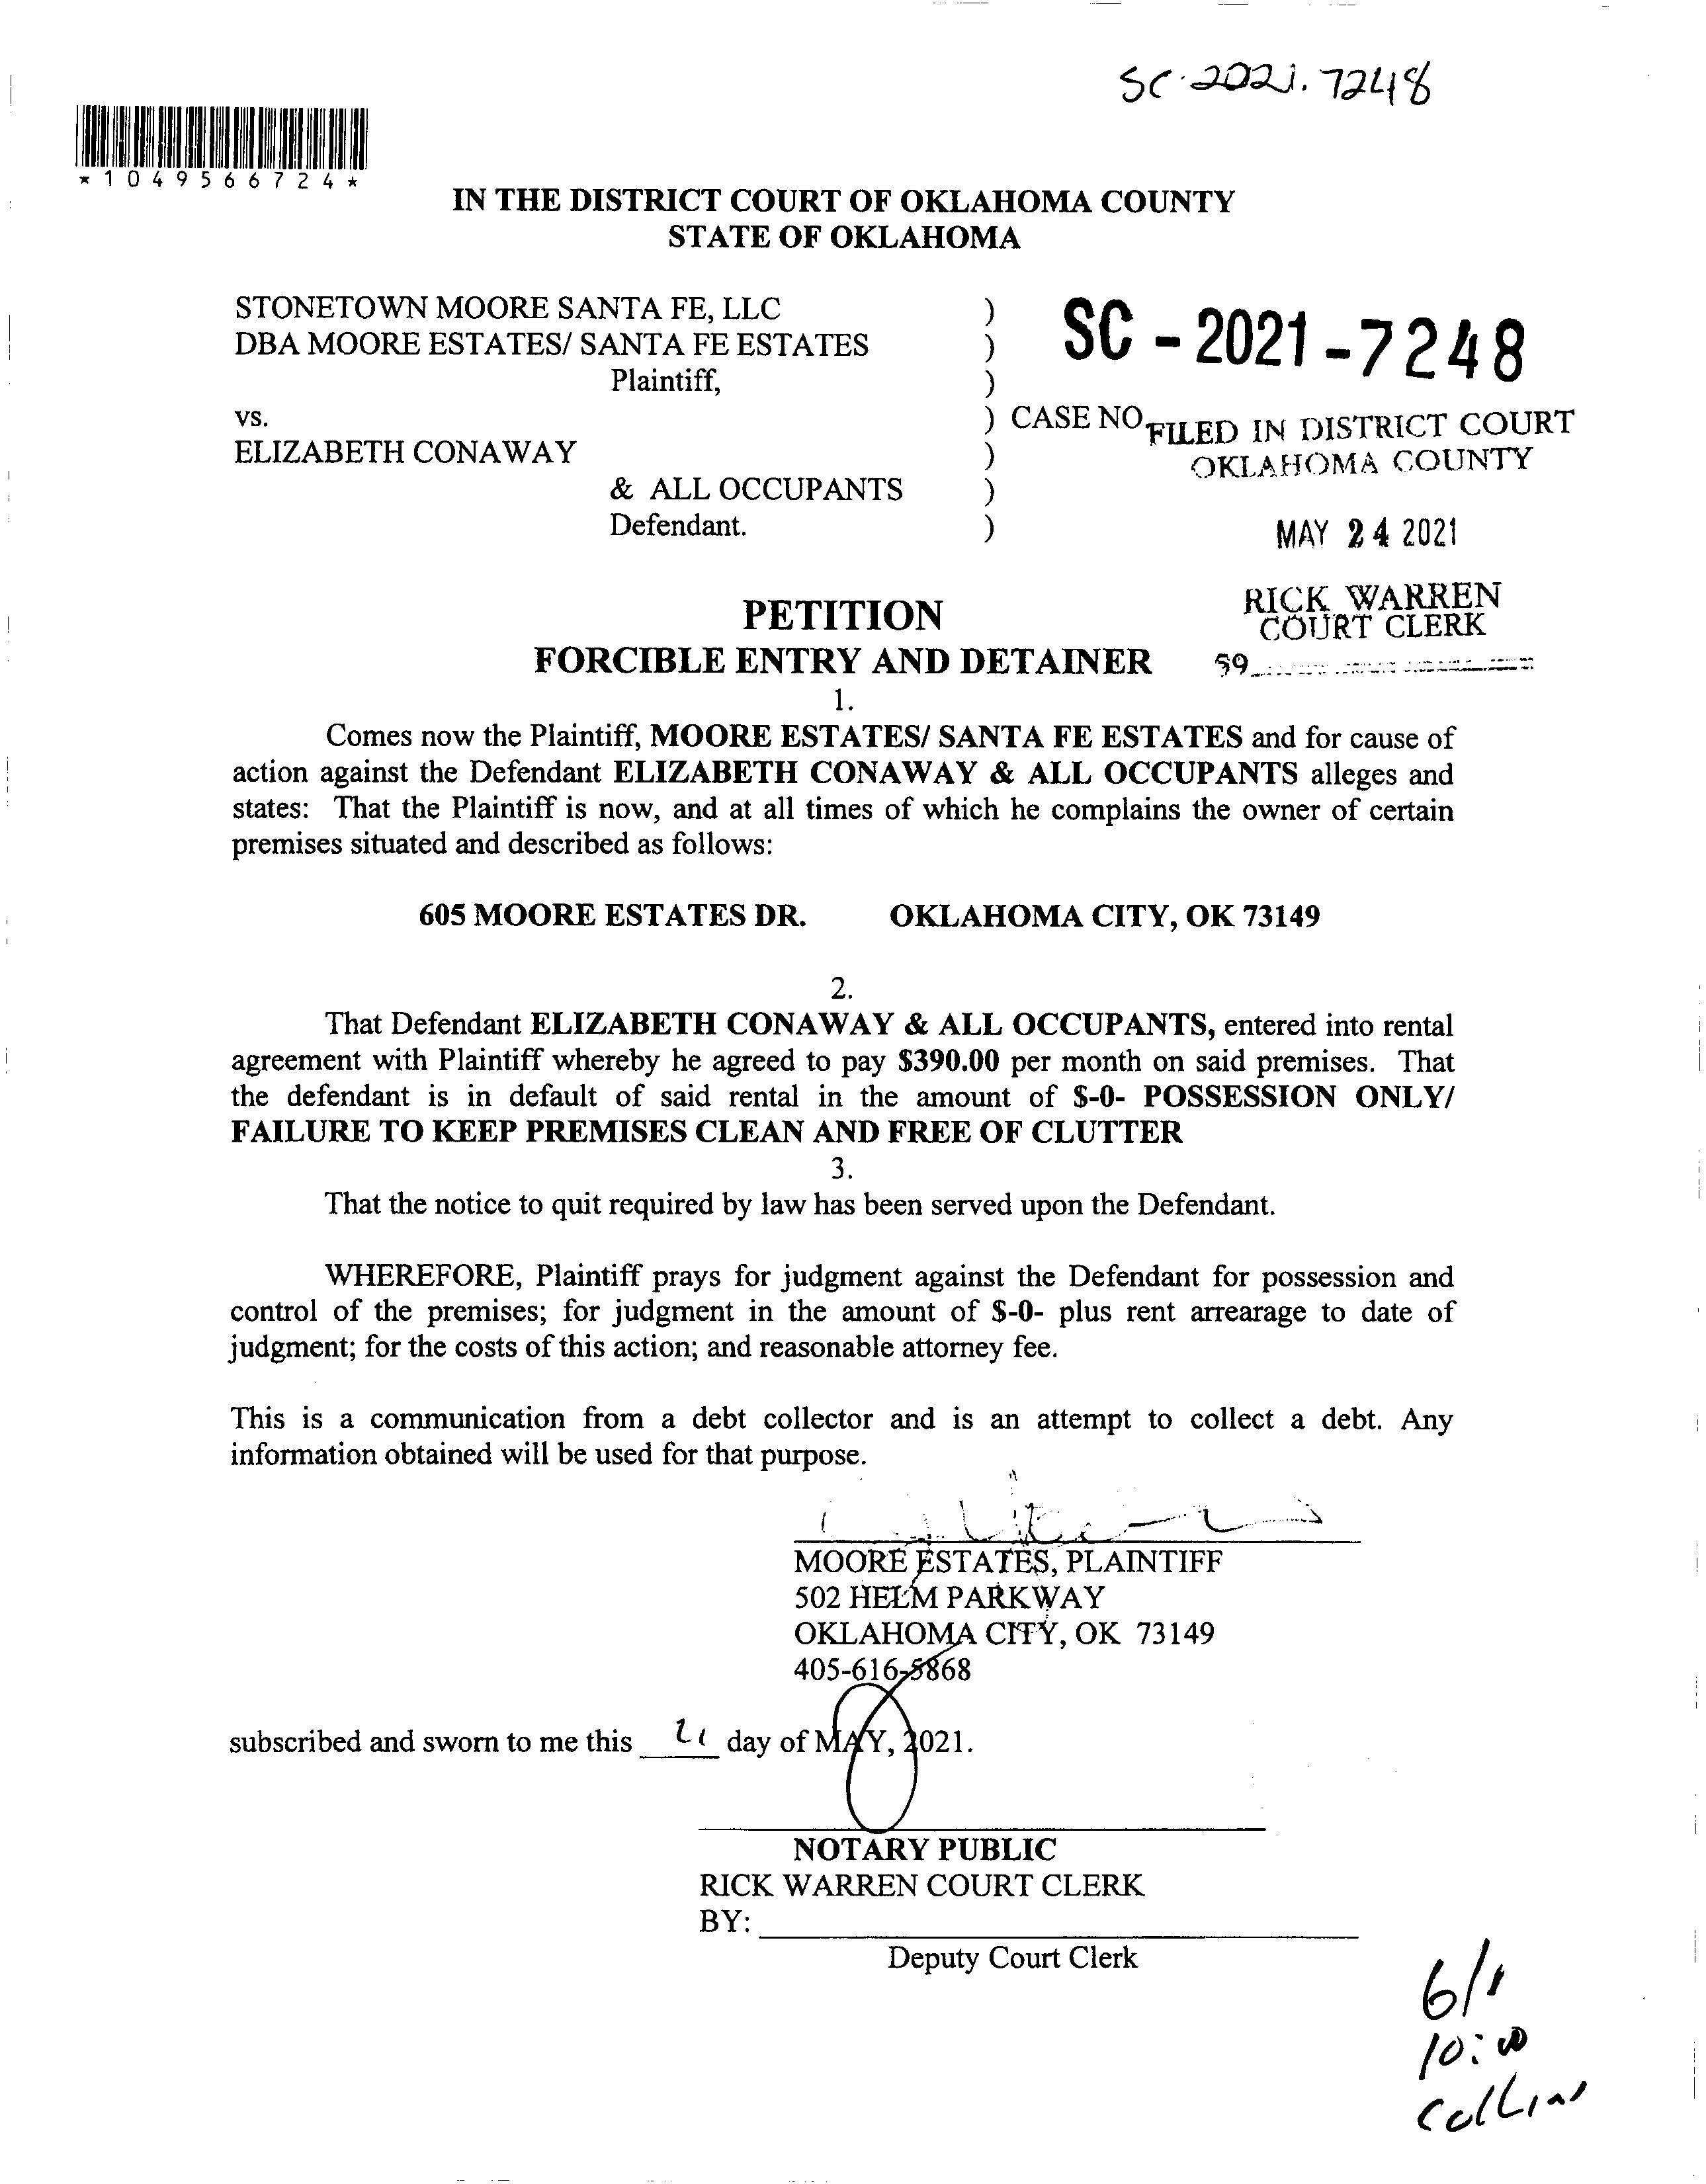 SC-2021-7248
*1049566724*
IN THE DISTRICT COURT OF OKLAHOMA COUNTY
STATE OF OKLAHOMA
STONETOWN MOORE SANTA FE, LLC )
DBA MOORE ESTATES/ SANTA FE ESTATES ) SC - 2021 - 7248
Plaintiff, )
vs. ) CASE NO
FILED IN DISTRICT COURT
ELIZABETH CONAWAY )
OKLAHOMA COUNTY
& ALL OCCUPANTS )
Defendant. ) MAY 24 2021
PETITION
RICK WARREN
COURT CLERK
FORCIBLE ENTRY AND DETAINER
59
1.
Comes now the Plaintiff, MOORE ESTATES/ SANTA FE ESTATES and for cause of
action against the Defendant ELIZABETH CONAWAY & ALL OCCUPANTS alleges and
states: That the Plaintiff is now, and at all times of which he complains the owner of certain
premises situated and described as follows:
605 MOORE ESTATES DR. OKLAHOMA CITY, OK 73149
2.
That Defendant ELIZABETH CONAWAY & ALL OCCUPANTS, entered into rental
agreement with Plaintiff whereby he agreed to pay $390.00 per month on said premises. That
the defendant is in default of said rental in the amount of $-0- POSSESSION ONLY/
FAILURE TO KEEP PREMISES CLEAN AND FREE OF CLUTTER
3.
That the notice to quit required by law has been served upon the Defendant.
WHEREFORE, Plaintiff prays for judgment against the Defendant for possession and
control of the premises; for judgment in the amount of $-0- plus rent arrearage to date of
judgment; for the costs of this action; and reasonable attorney fee.
This is a communication from a debt collector and is an attempt to collect a debt. Any
information obtained will be used for that purpose.
MOORE ESTATES, PLAINTIFF
502 HELM PARKWAY
OKLAHOMA CITY, OK 73149
405-616-5868
subscribed and sworn to me this 21 day of MAY, 2021.
NOTARY PUBLIC
RICK WARREN COURT CLERK
BY:
Deputy Court Clerk
6/1
10:00
Collins